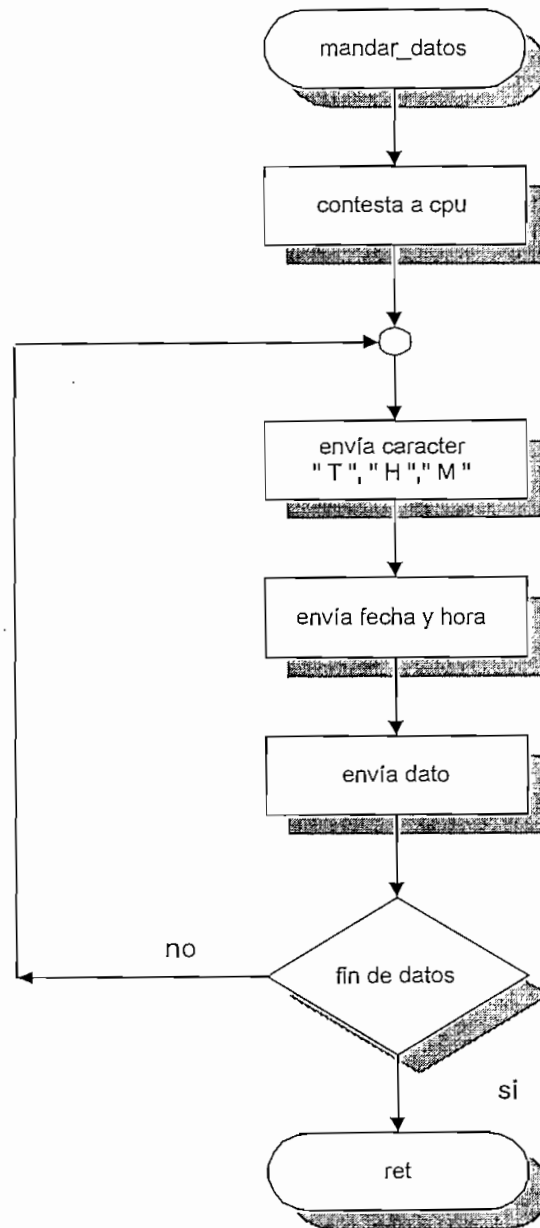 mandar_datos
contesta a cpu
envía caracter
" T ", " H "," M "
envía fecha y hora
envía dato
no
fin de datos
si
ret